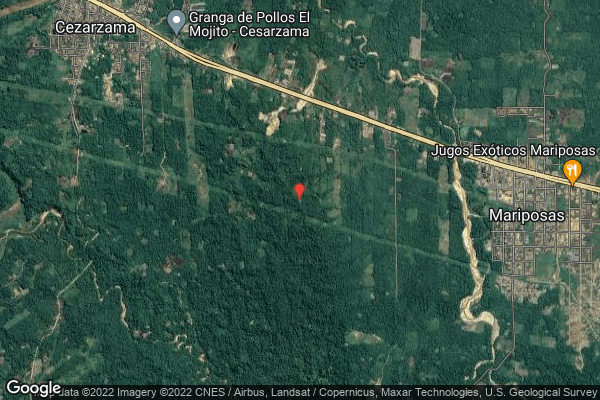 Cezarzama
Granga de Pollos El
Mojito - Cesarzama
Jugos Exóticos Mariposas
Mariposas
Google
data ©2022 Imagery ©2022 CNES / Airbus, Landsat / Copernicus, Maxar Technologies, U.S. Geological Survey